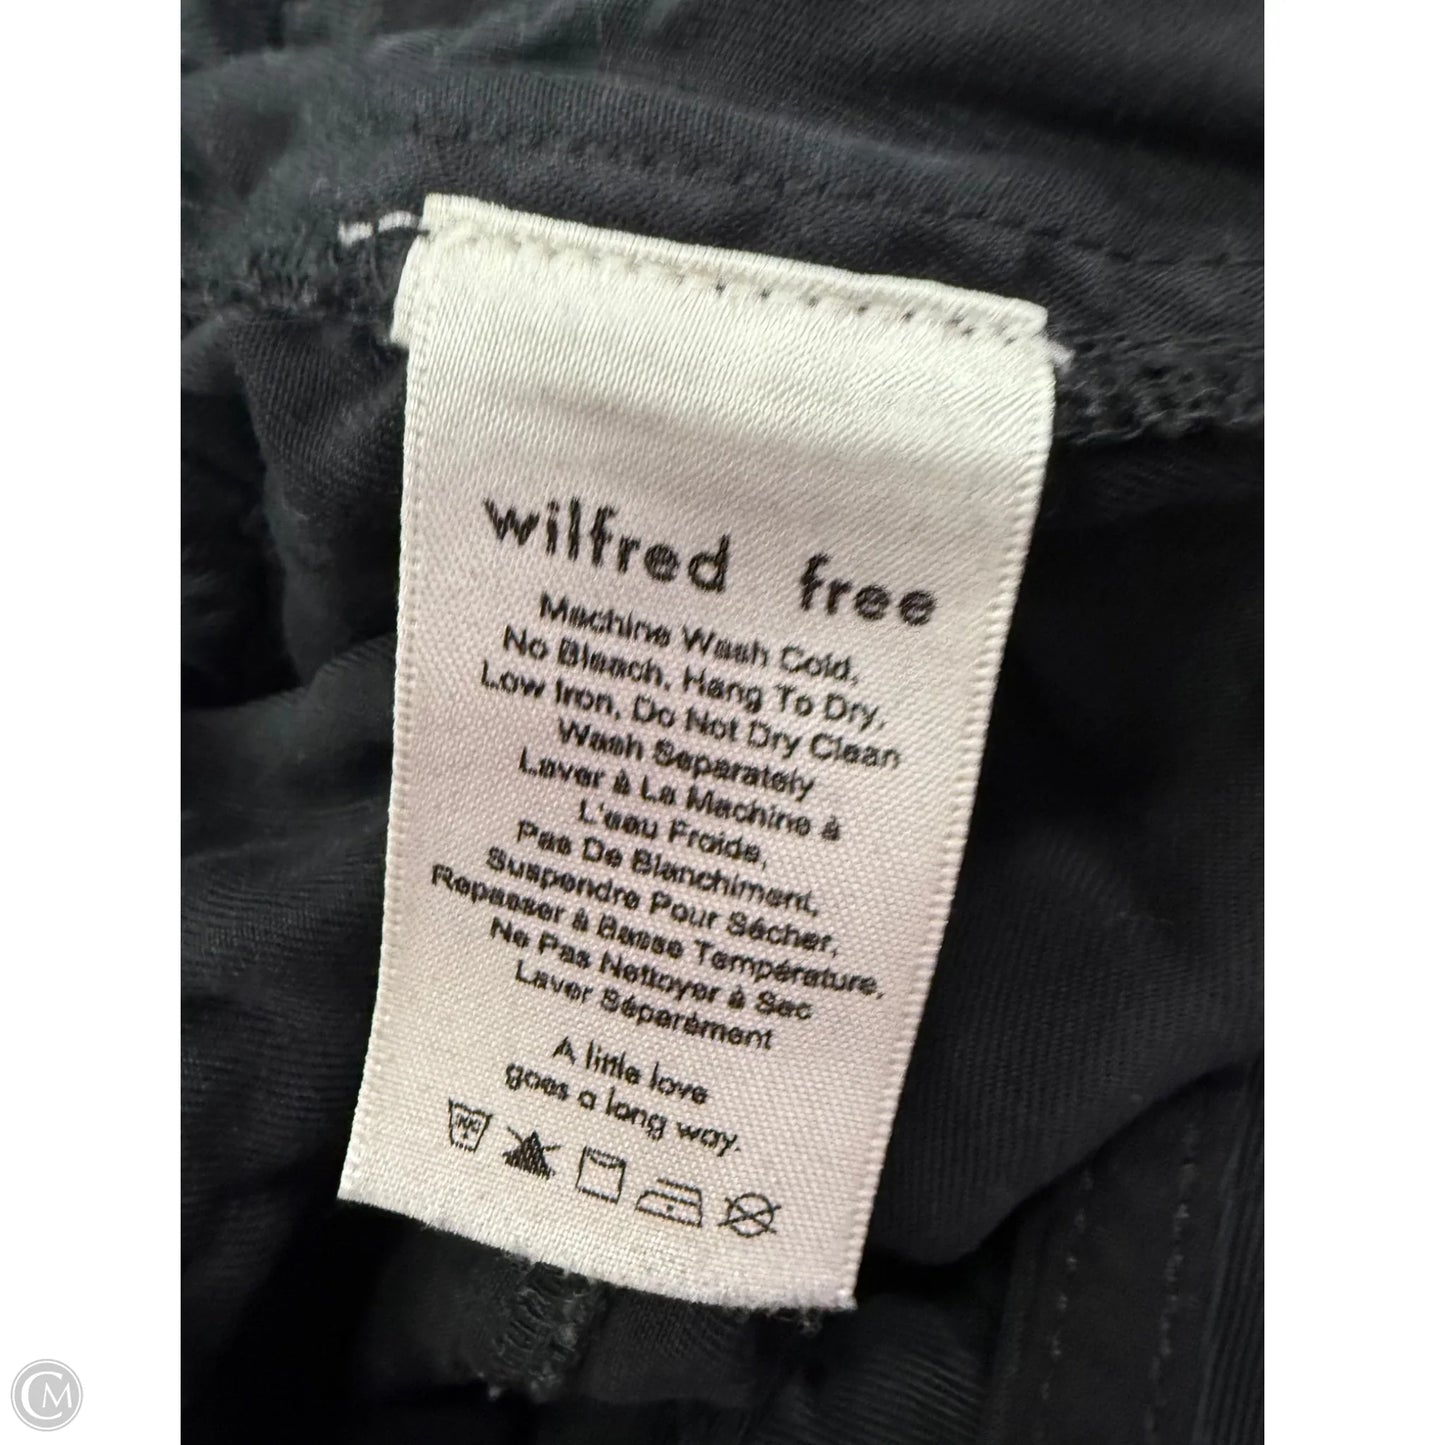 wilfred free
Machine Wash Cold,
No Bleach, Hang To Dry,
Low Iron, Do Not Dry Clean
Wash Separately
Laver à La Machine à
L'eau Froide,
Pas De Blanchiment,
Suspendre Pour Sécher,
Repasser à Basse Température,
Ne Pas Nettoyer à Sec
Laver Séparément
A little love
goes a long way.
CM